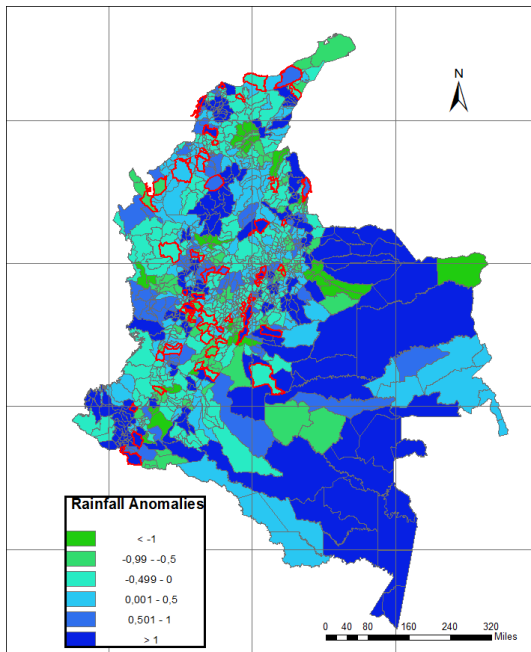 N
Rainfall Anomalies
< -1
-0,99 - -0,5
-0,499 - 0
0,001 - 0,5
0,501 - 1
> 1
0 40 80 160 240 320
Miles